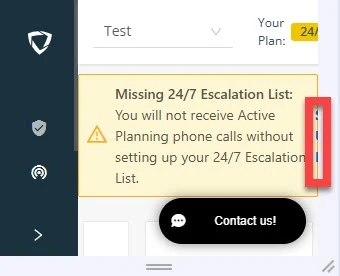 Test
Your
Plan:
24/
Missing 24/7 Escalation List:
You will not receive Active
Planning phone calls without
setting up your 24/7 Escalation
List.
Contact us!